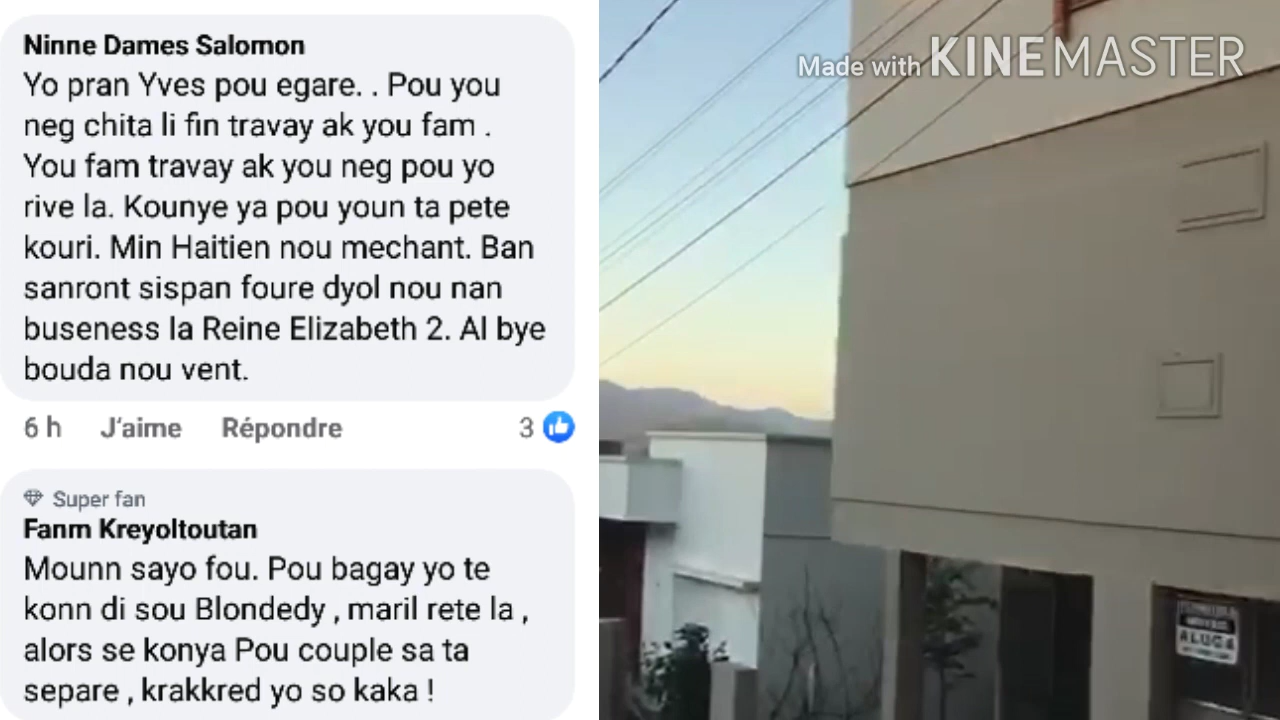 Ninne Dames Salomon
Yo pran Yves pou egare. . Pou you
neg chita li fin travay ak you fam .
You fam travay ak you neg pou yo
rive la. Kounye ya pou youn ta pete
kouri. Min Haitien nou mechant. Ban
sanront sispan foure dyol nou nan
buseness la Reine Elizabeth 2. Al bye
bouda nou vent.
6 h J'aime Répondre 3
Super fan
Fanm Kreyoltoutan
Mounn sayo fou. Pou bagay yo te
konn di sou Blondedy , maril rete la ,
alors se konya Pou couple sa ta
separe , krakkred yo so kaka !
Made with KINEMASTER
ALUGA